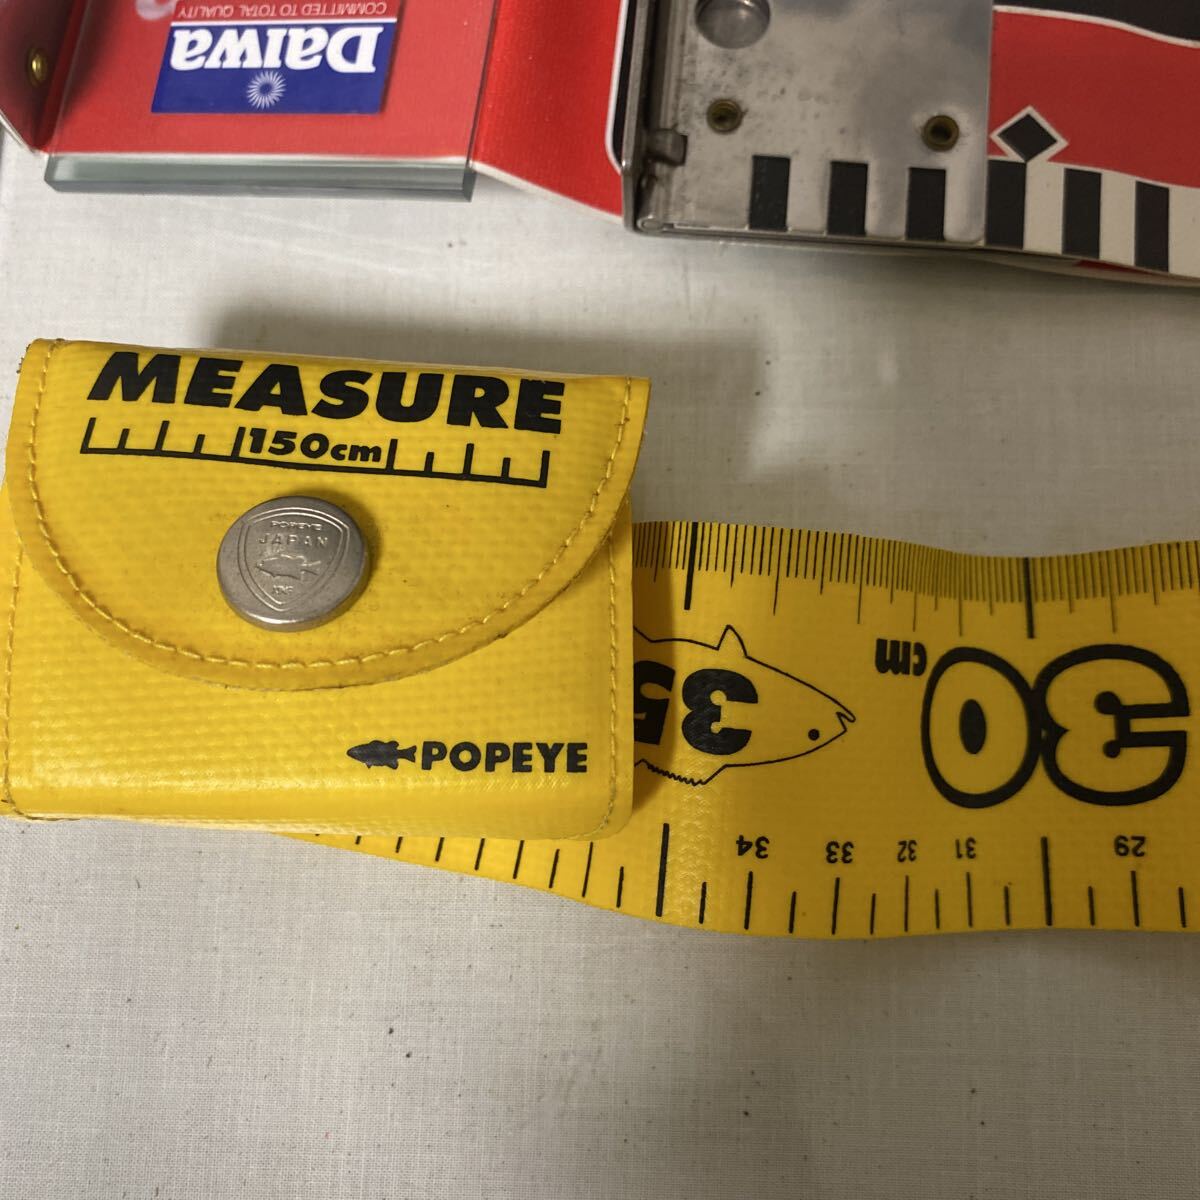 COMMITTED TO TOTAL QUALITY
Daiwa
MEASURE
150cm
POPEYE
JAPAN
POPEYE
35
30 cm
34 33 32 31 29